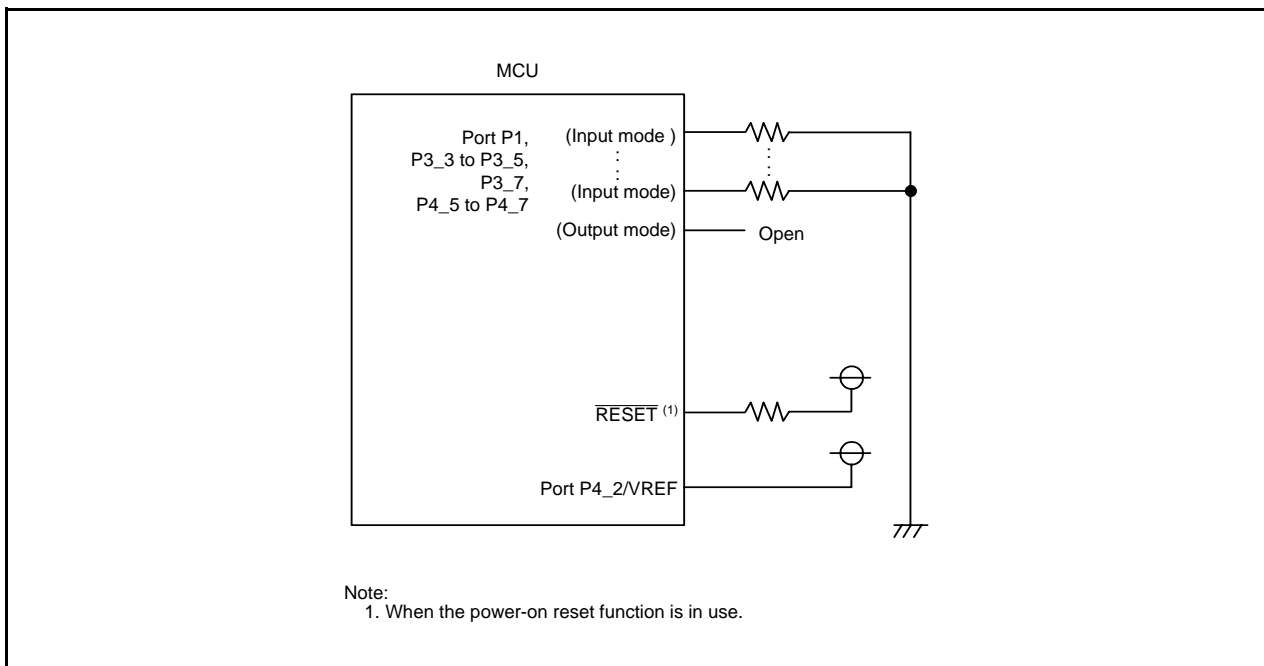 MCU
Port P1,
P3_3 to P3_5,
P3_7,
P4_5 to P4_7
(Input mode )
(Input mode)
(Output mode)
Open
RESET (1)
Port P4_2/VREF
Note:
1. When the power-on reset function is in use.